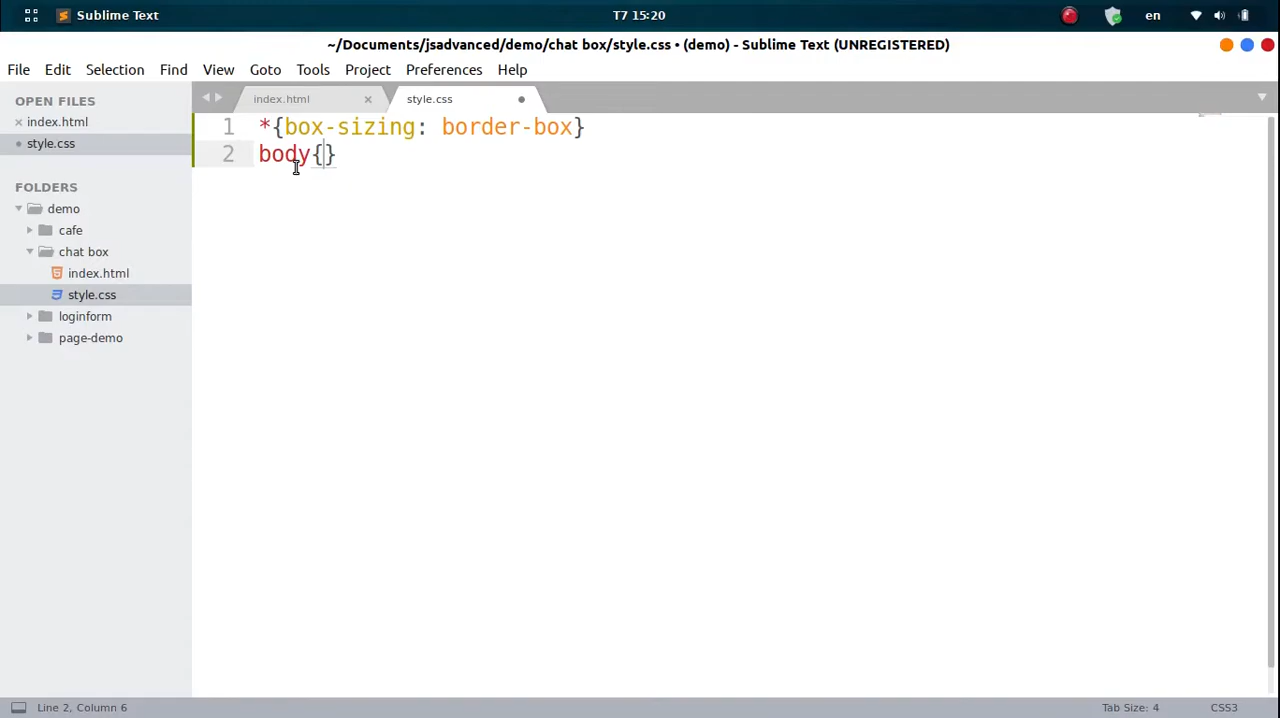 Sublime Text
T7 15:20
en
~/Documents/jsadvanced/demo/chat box/style.css • (demo) - Sublime Text (UNREGISTERED)
File Edit Selection Find View Goto Tools Project Preferences Help
OPEN FILES
index.html
style.css
FOLDERS
demo
cafe
chat box
index.html
style.css
loginform
page-demo
index.html
style.css
1 *{box-sizing: border-box}
2 body{}
Line 2, Column 6
Tab Size: 4
CSS3